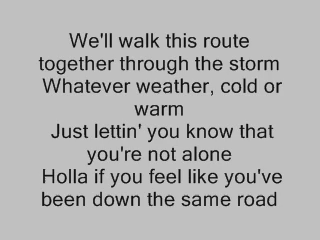 We'll walk this route
together through the storm
Whatever weather, cold or
warm
Just lettin' you know that
you're not alone
Holla if you feel like you've
been down the same road